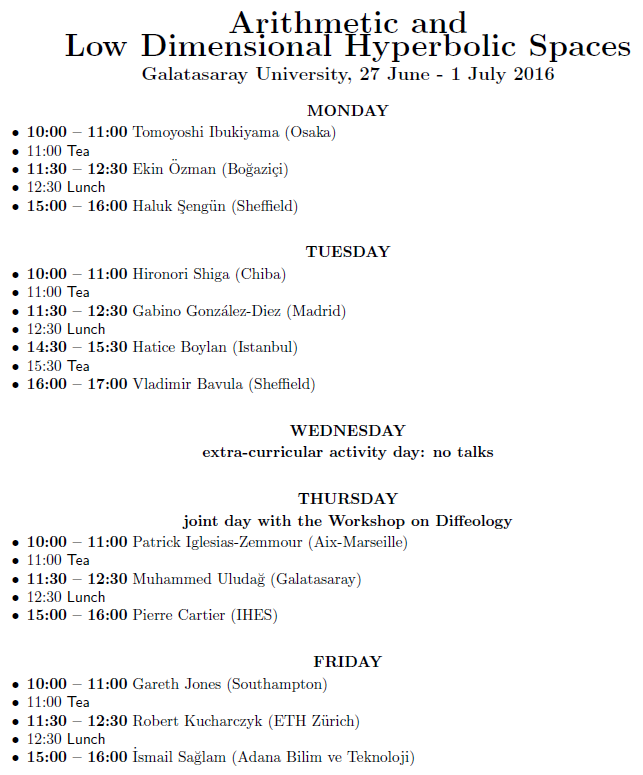 Arithmetic and
Low Dimensional Hyperbolic Spaces
Galatasaray University, 27 June - 1 July 2016
MONDAY
• 10:00 – 11:00 Tomoyoshi Ibukiyama (Osaka)
• 11:00 Tea
• 11:30 – 12:30 Ekin Özman (Boğaziçi)
• 12:30 Lunch
• 15:00 – 16:00 Haluk Şengün (Sheffield)
TUESDAY
• 10:00 – 11:00 Hironori Shiga (Chiba)
• 11:00 Tea
• 11:30 – 12:30 Gabino González-Diez (Madrid)
• 12:30 Lunch
• 14:30 – 15:30 Hatice Boylan (Istanbul)
• 15:30 Tea
• 16:00 – 17:00 Vladimir Bavula (Sheffield)
WEDNESDAY
extra-curricular activity day: no talks
THURSDAY
joint day with the Workshop on Diffeology
• 10:00 – 11:00 Patrick Iglesias-Zemmour (Aix-Marseille)
• 11:00 Tea
• 11:30 – 12:30 Muhammed Uludağ (Galatasaray)
• 12:30 Lunch
• 15:00 – 16:00 Pierre Cartier (IHES)
FRIDAY
• 10:00 – 11:00 Gareth Jones (Southampton)
• 11:00 Tea
• 11:30 – 12:30 Robert Kucharczyk (ETH Zürich)
• 12:30 Lunch
• 15:00 – 16:00 İsmail Sağlam (Adana Bilim ve Teknoloji)